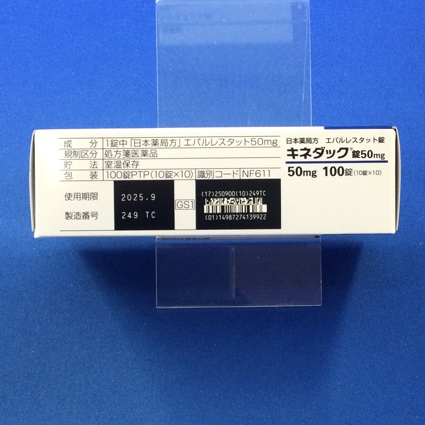 成 分 1錠中「日本薬局方」エパルレスタット50mg
規制区分 処方箋医薬品
貯 法 室温保存
包 装 100錠PTP(10錠×10) 識別コード NF611
使用期限 2025.9
製造番号 249 TC
GS1
(17)250900(10)249TC
(01)14987274139922
日本薬局方 エパルレスタット錠
キネダック錠50mg
50mg 100錠(10錠×10)